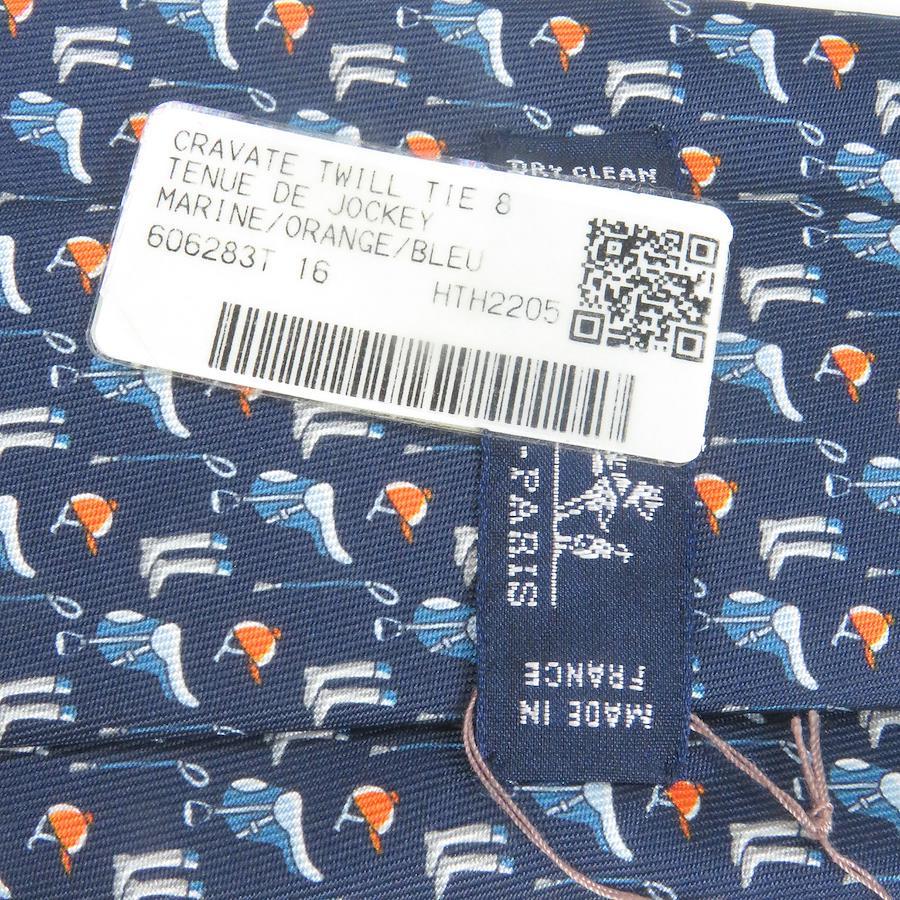 CRAVATE TWILL TIE 8
TENUE DE JOCKEY
MARINE/ORANGE/BLEU
606283T 16
HTH2205
DRY CLEAN
-PARIS
MADE IN
FRANCE